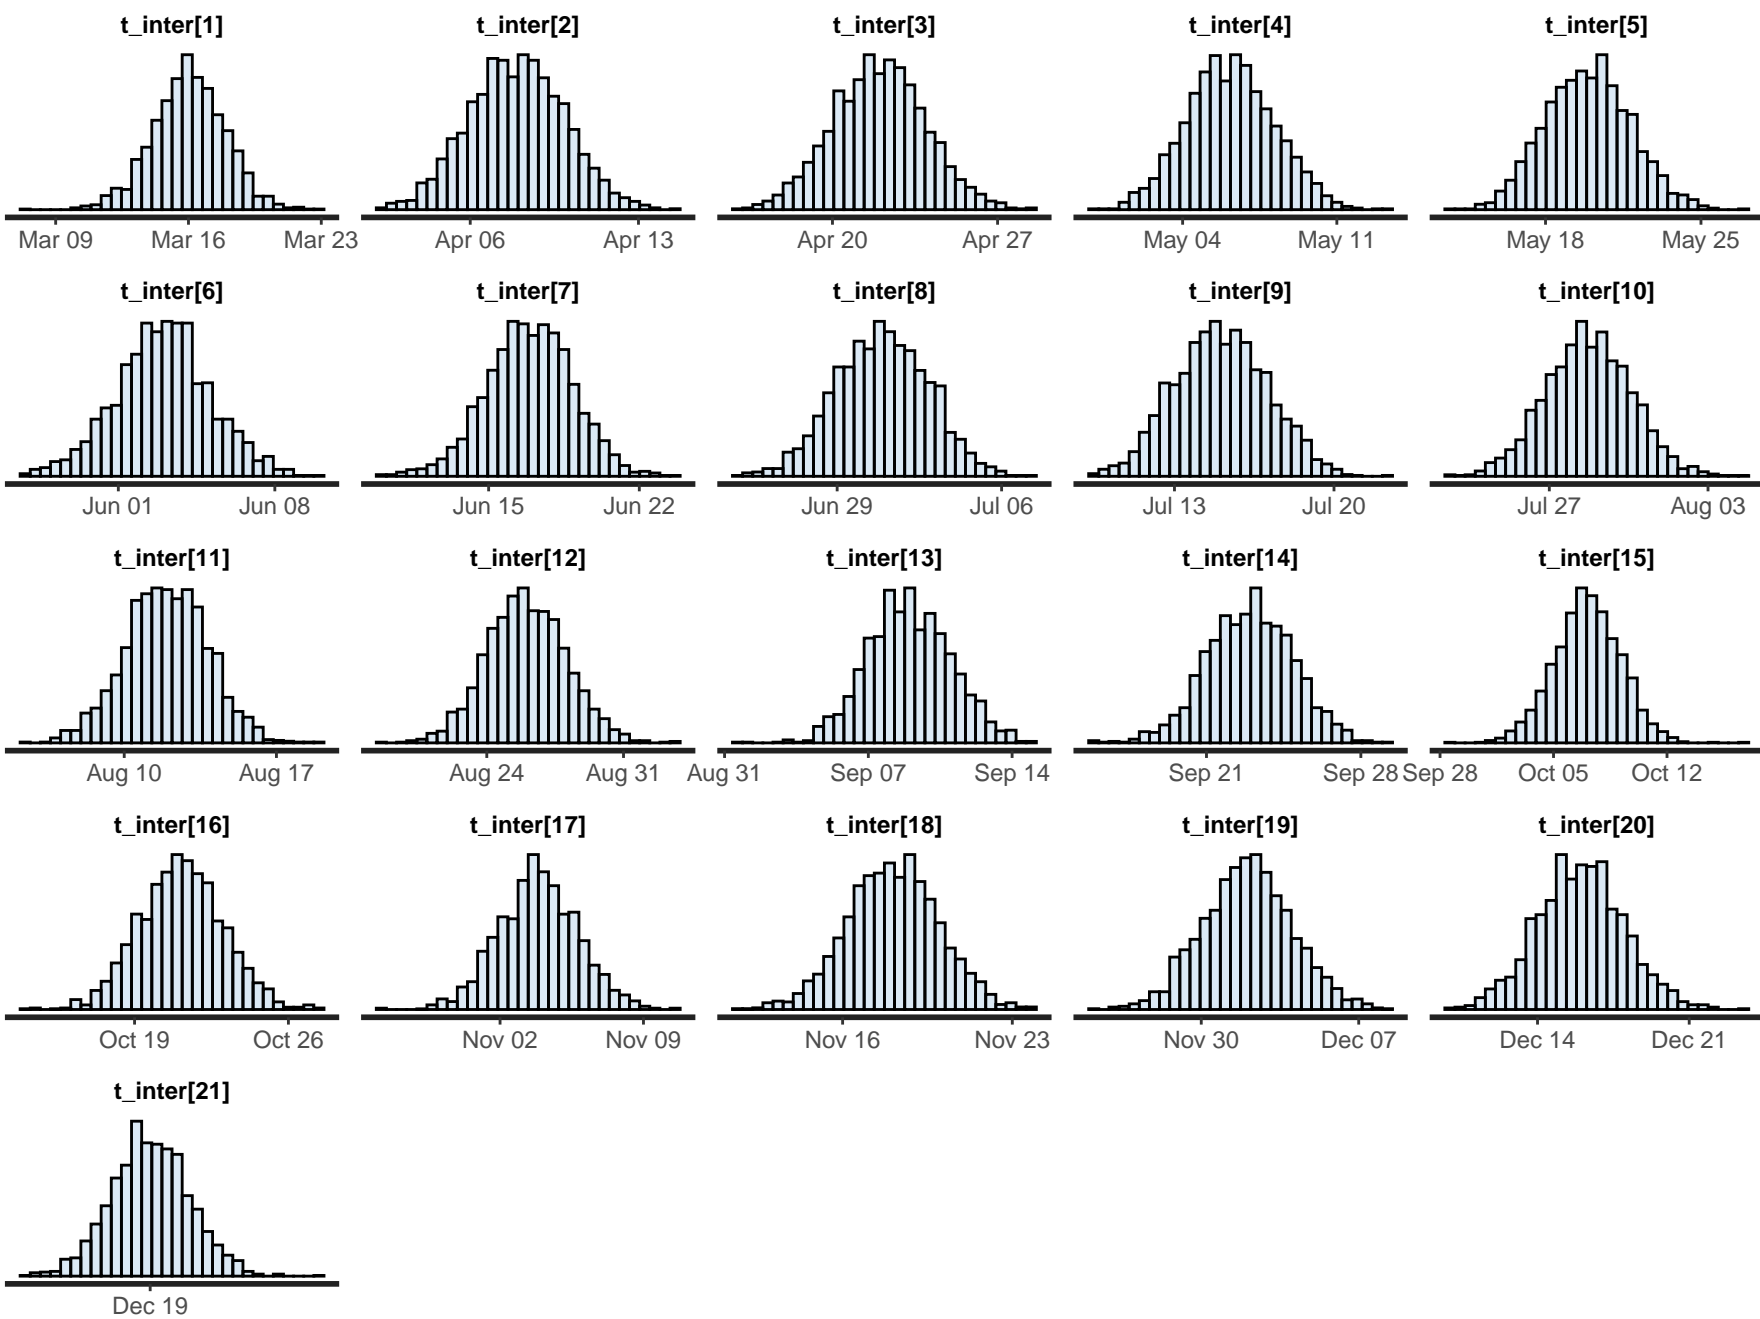 t_inter[1] t_inter[2] t_inter[3] t_inter[4] t_inter[5]
Mar 09 Mar 16 Mar 23 Apr 06 Apr 13 Apr 20 Apr 27 May 04 May 11 May 18 May 25
t_inter[6] t_inter[7] t_inter[8] t_inter[9] t_inter[10]
Jun 01 Jun 08 Jun 15 Jun 22 Jun 29 Jul 06 Jul 13 Jul 20 Jul 27 Aug 03
t_inter[11] t_inter[12] t_inter[13] t_inter[14] t_inter[15]
Aug 10 Aug 17 Aug 24 Aug 31 Aug 31 Sep 07 Sep 14 Sep 21 Sep 28 Sep 28 Oct 05 Oct 12
t_inter[16] t_inter[17] t_inter[18] t_inter[19] t_inter[20]
Oct 19 Oct 26 Nov 02 Nov 09 Nov 16 Nov 23 Nov 30 Dec 07 Dec 14 Dec 21
t_inter[21]
Dec 19